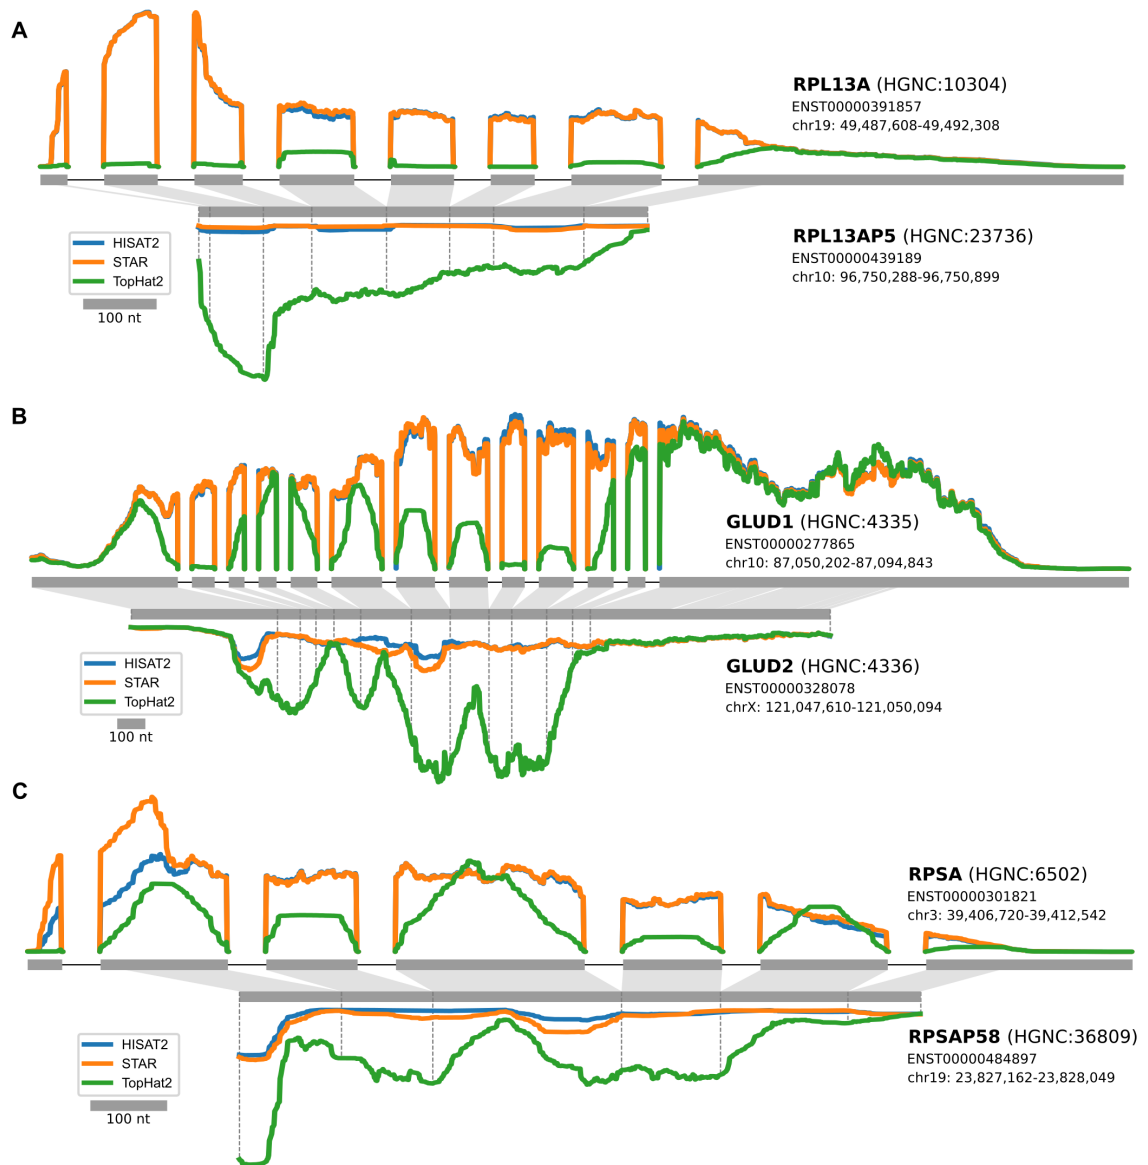 A
RPL13A (HGNC:10304)
ENST00000391857
chr19: 49,487,608-49,492,308
HISAT2
STAR
TopHat2
100 nt
RPL13AP5 (HGNC:23736)
ENST00000439189
chr10: 96,750,288-96,750,899
B
GLUD1 (HGNC:4335)
ENST00000277865
chr10: 87,050,202-87,094,843
HISAT2
STAR
TopHat2
100 nt
GLUD2 (HGNC:4336)
ENST00000328078
chrX: 121,047,610-121,050,094
C
RPSA (HGNC:6502)
ENST00000301821
chr3: 39,406,720-39,412,542
HISAT2
STAR
TopHat2
100 nt
RPSAP58 (HGNC:36809)
ENST00000484897
chr19: 23,827,162-23,828,049